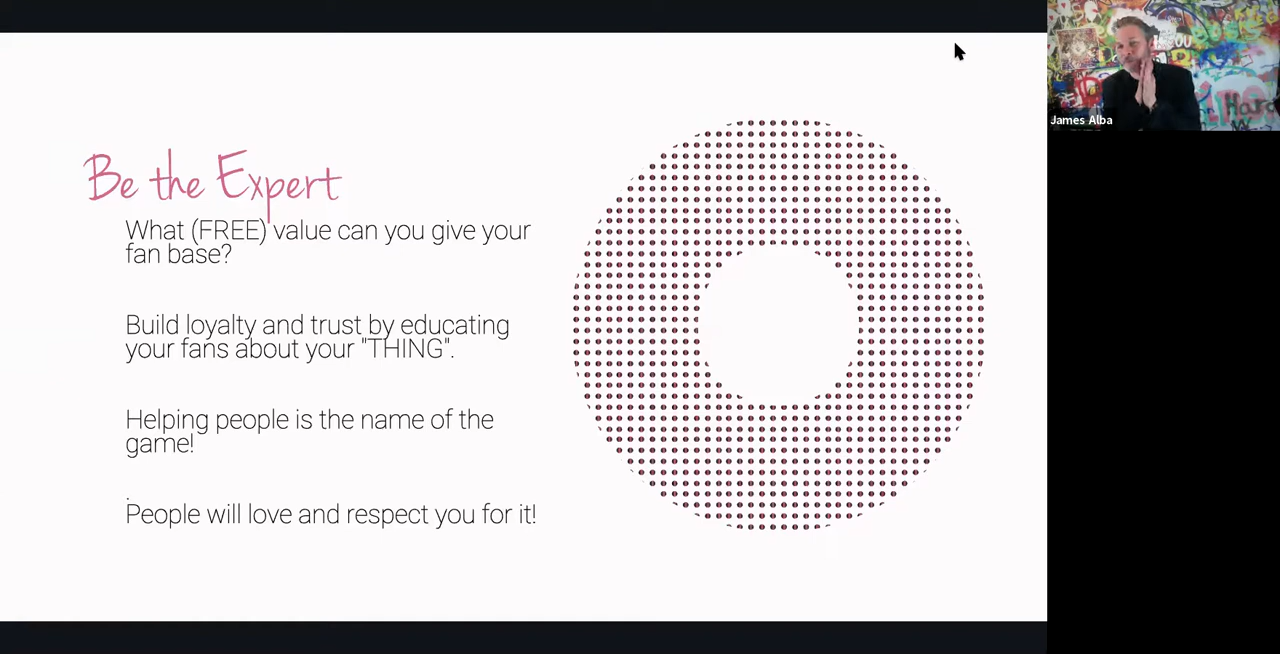 Be the Expert
What (FREE) value can you give your
fan base?
Build loyalty and trust by educating
your fans about your "THING".
Helping people is the name of the
game!
.
People will love and respect you for it!
James Alba
Hard